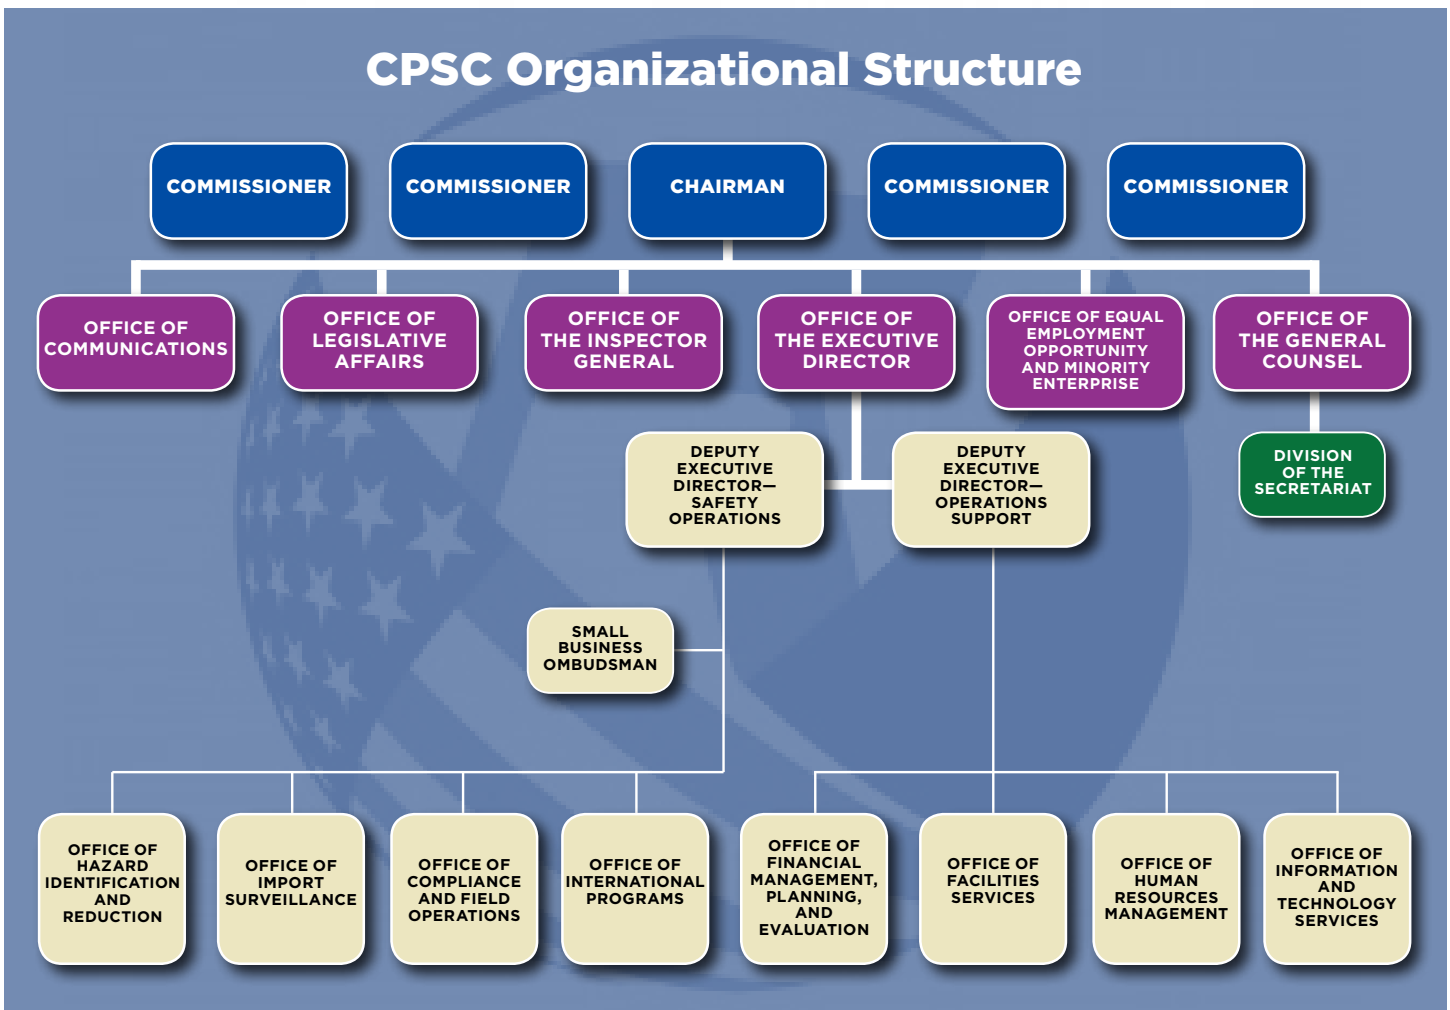 CPSC Organizational Structure
COMMISSIONER
COMMISSIONER
CHAIRMAN
COMMISSIONER
COMMISSIONER
OFFICE OF
COMMUNICATIONS
OFFICE OF
LEGISLATIVE
AFFAIRS
OFFICE OF
THE INSPECTOR
GENERAL
OFFICE OF
THE EXECUTIVE
DIRECTOR
OFFICE OF EQUAL
EMPLOYMENT
OPPORTUNITY
AND MINORITY
ENTERPRISE
OFFICE OF
THE GENERAL
COUNSEL
DEPUTY
EXECUTIVE
DIRECTOR—
SAFETY
OPERATIONS
DEPUTY
EXECUTIVE
DIRECTOR—
OPERATIONS
SUPPORT
DIVISION
OF THE
SECRETARIAT
SMALL
BUSINESS
OMBUDSMAN
OFFICE OF
HAZARD
IDENTIFICATION
AND
REDUCTION
OFFICE OF
IMPORT
SURVEILLANCE
OFFICE OF
COMPLIANCE
AND FIELD
OPERATIONS
OFFICE OF
INTERNATIONAL
PROGRAMS
OFFICE OF
FINANCIAL
MANAGEMENT,
PLANNING,
AND
EVALUATION
OFFICE OF
FACILITIES
SERVICES
OFFICE OF
HUMAN
RESOURCES
MANAGEMENT
OFFICE OF
INFORMATION
AND
TECHNOLOGY
SERVICES